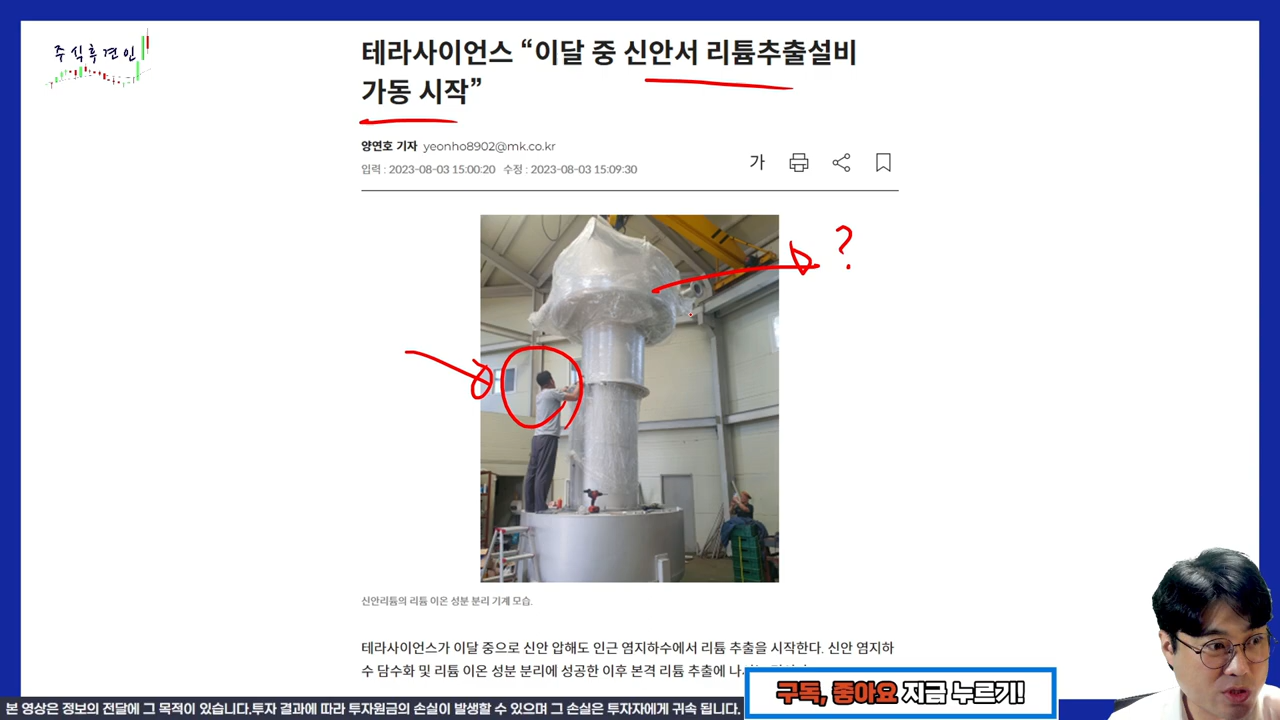 주식후견인
테라사이언스 “이달 중 신안서 리튬추출설비
가동 시작”
양연호 기자 yeonho8902@mk.co.kr
입력 : 2023-08-03 15:00:20 수정 : 2023-08-03 15:09:30
가
?
신안리튬의 리튬 이온 성분 분리 기계 모습.
테라사이언스가 이달 중으로 신안 압해도 인근 염지하수에서 리튬 추출을 시작한다. 신안 염지하
수 담수화 및 리튬 이온 성분 분리에 성공한 이후 본격 리튬 추출에
구독, 좋아요 지금 누르기!
본 영상은 정보의 전달에 그 목적이 있습니다.투자 결과에 따라 투자원금의 손실이 발생할 수 있으며 그 손실은 투자자에게 귀속 됩니다.